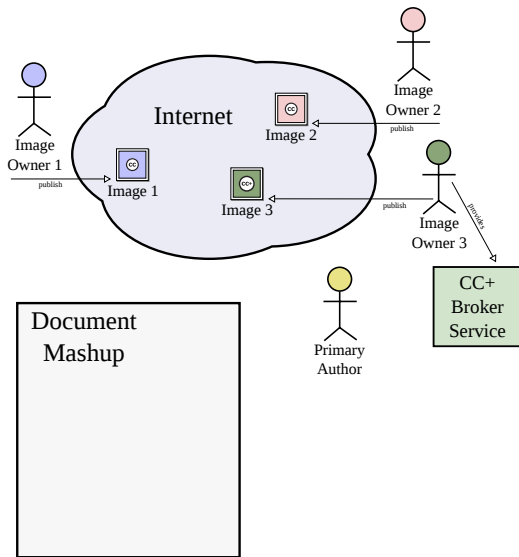 Internet
Image
Owner 1
publish
cc
Image 1
cc
Image 2
Image
Owner 2
publish
cc+
Image 3
publish
Image
Owner 3
provides
CC+
Broker
Service
Primary
Author
Document
Mashup